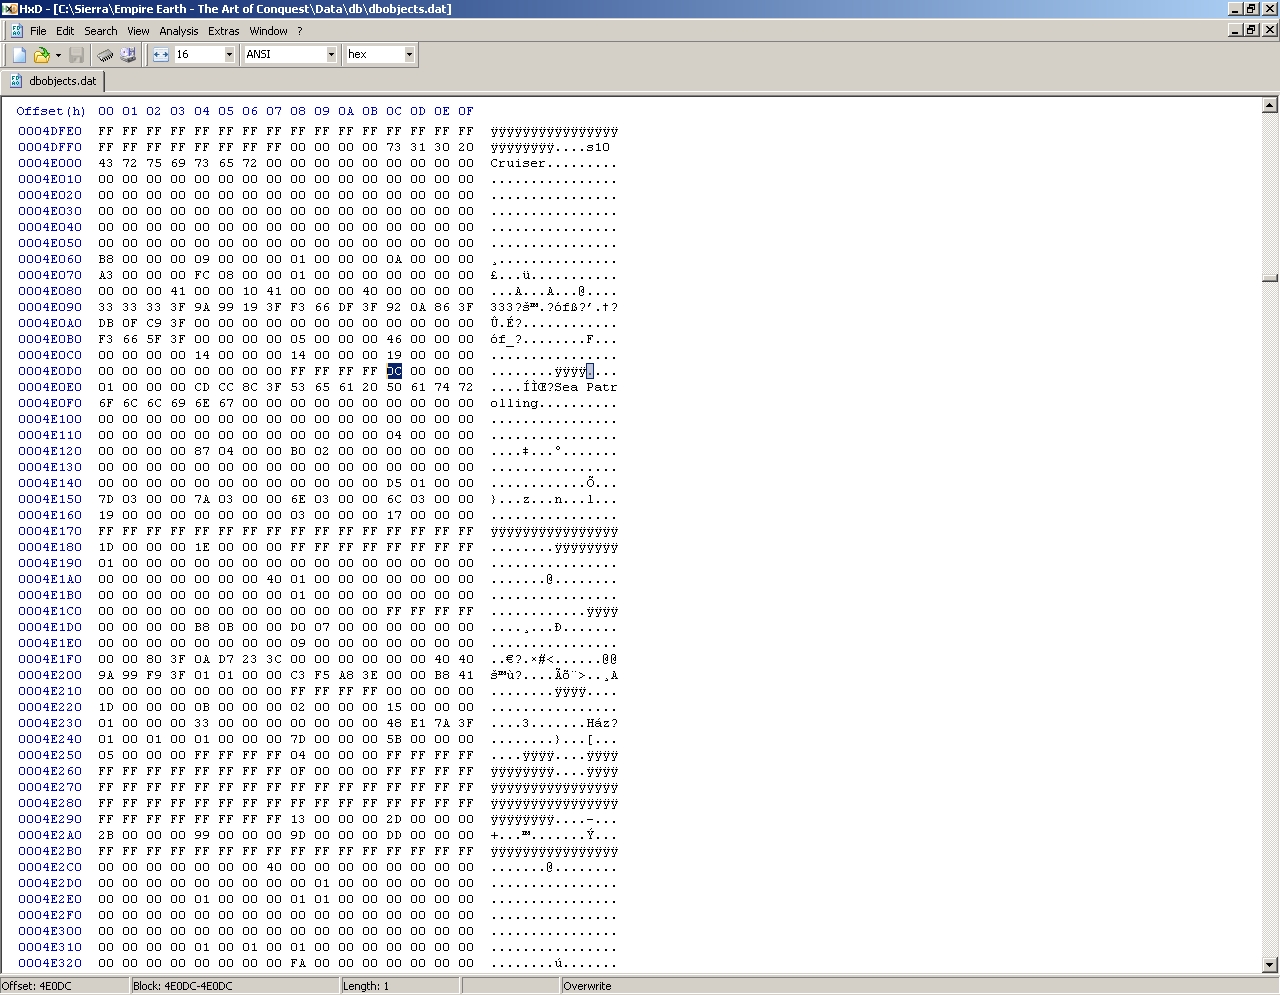 HxD - [C:\Sierra\Empire Earth - The Art of Conquest\Data\db\dbobjects.dat]
File Edit Search View Analysis Extras Window ?
16 ANSI hex
dbobjects.dat
Offset(h) 00 01 02 03 04 05 06 07 08 09 0A 0B 0C 0D 0E 0F
0004DFE0 FF FF FF FF FF FF FF FF FF FF FF FF FF FF FF FF ÿÿÿÿÿÿÿÿÿÿÿÿÿÿÿÿ
0004DFF0 FF FF FF FF FF FF FF FF 00 00 00 00 73 31 30 20 ÿÿÿÿÿÿÿÿ....s10
0004E000 43 72 75 69 73 65 72 00 00 00 00 00 00 00 00 00 Cruiser.........
0004E010 00 00 00 00 00 00 00 00 00 00 00 00 00 00 00 00 ................
0004E020 00 00 00 00 00 00 00 00 00 00 00 00 00 00 00 00 ................
0004E030 00 00 00 00 00 00 00 00 00 00 00 00 00 00 00 00 ................
0004E040 00 00 00 00 00 00 00 00 00 00 00 00 00 00 00 00 ................
0004E050 00 00 00 00 00 00 00 00 00 00 00 00 00 00 00 00 ................
0004E060 B8 00 00 00 09 00 00 00 01 00 00 00 0A 00 00 00 ¸...............
0004E070 A3 00 00 00 FC 08 00 00 01 00 00 00 00 00 00 00 £...ü...........
0004E080 00 00 00 41 00 00 10 41 00 00 00 40 00 00 00 00 ...A...A...@....
0004E090 33 33 33 3F 9A 99 19 3F F3 66 DF 3F 92 0A 86 3F 333?š™.?ófß?’.†?
0004E0A0 DB 0F C9 3F 00 00 00 00 00 00 00 00 00 00 00 00 Û.É?............
0004E0B0 F3 66 5F 3F 00 00 00 00 05 00 00 00 46 00 00 00 óf_?........F...
0004E0C0 00 00 00 00 14 00 00 00 14 00 00 00 19 00 00 00 ................
0004E0D0 00 00 00 00 00 00 00 00 FF FF FF FF 0C 00 00 00 ........ÿÿÿÿ....
0004E0E0 01 00 00 00 CD CC 8C 3F 53 65 61 20 50 61 74 72 ....ÍÌŒ?Sea Patr
0004E0F0 6F 6C 6C 69 6E 67 00 00 00 00 00 00 00 00 00 00 olling..........
0004E100 00 00 00 00 00 00 00 00 00 00 00 00 00 00 00 00 ................
0004E110 00 00 00 00 00 00 00 00 00 00 00 00 04 00 00 00 ................
0004E120 00 00 00 00 87 04 00 00 B0 02 00 00 00 00 00 00 ....‡...°.......
0004E130 00 00 00 00 00 00 00 00 00 00 00 00 00 00 00 00 ................
0004E140 00 00 00 00 00 00 00 00 00 00 00 00 D5 01 00 00 ............Õ...
0004E150 7D 03 00 00 7A 03 00 00 6E 03 00 00 6C 03 00 00 }...z...n...l...
0004E160 19 00 00 00 00 00 00 00 03 00 00 00 17 00 00 00 ................
0004E170 FF FF FF FF FF FF FF FF FF FF FF FF FF FF FF FF ÿÿÿÿÿÿÿÿÿÿÿÿÿÿÿÿ
0004E180 1D 00 00 00 1E 00 00 00 FF FF FF FF FF FF FF FF ........ÿÿÿÿÿÿÿÿ
0004E190 01 00 00 00 00 00 00 00 00 00 00 00 00 00 00 00 ................
0004E1A0 00 00 00 00 00 00 00 40 01 00 00 00 00 00 00 00 .......@........
0004E1B0 00 00 00 00 00 00 00 00 01 00 00 00 00 00 00 00 ................
0004E1C0 00 00 00 00 00 00 00 00 00 00 00 00 FF FF FF FF ............ÿÿÿÿ
0004E1D0 00 00 00 00 B8 0B 00 00 D0 07 00 00 00 00 00 00 ....¸...Ð.......
0004E1E0 00 00 00 00 00 00 00 00 09 00 00 00 00 00 00 00 ................
0004E1F0 00 00 80 3F 0A D7 23 3C 00 00 00 00 00 00 40 40 ..€?.×#<......@@
0004E200 9A 99 F9 3F 01 01 00 00 C3 F5 A8 3E 00 00 B8 41 š™ù?....Ãõ¨>..¸A
0004E210 00 00 00 00 00 00 00 00 FF FF FF FF 00 00 00 00 ........ÿÿÿÿ....
0004E220 1D 00 00 00 0B 00 00 00 02 00 00 00 15 00 00 00 ................
0004E230 01 00 00 00 33 00 00 00 00 00 00 00 48 E1 7A 3F ....3.......Ház?
0004E240 01 00 01 00 01 00 00 00 7D 00 00 00 5B 00 00 00 ........}...[...
0004E250 05 00 00 00 FF FF FF FF 04 00 00 00 FF FF FF FF ....ÿÿÿÿ....ÿÿÿÿ
0004E260 FF FF FF FF FF FF FF FF 0F 00 00 00 FF FF FF FF ÿÿÿÿÿÿÿÿ....ÿÿÿÿ
0004E270 FF FF FF FF FF FF FF FF FF FF FF FF FF FF FF FF ÿÿÿÿÿÿÿÿÿÿÿÿÿÿÿÿ
0004E280 FF FF FF FF FF FF FF FF FF FF FF FF FF FF FF FF ÿÿÿÿÿÿÿÿÿÿÿÿÿÿÿÿ
0004E290 FF FF FF FF FF FF FF FF 13 00 00 00 2D 00 00 00 ÿÿÿÿÿÿÿÿ....-...
0004E2A0 2B 00 00 00 99 00 00 00 9D 00 00 00 DD 00 00 00 +...™.......Ý...
0004E2B0 FF FF FF FF FF FF FF FF FF FF FF FF FF FF FF FF ÿÿÿÿÿÿÿÿÿÿÿÿÿÿÿÿ
0004E2C0 00 00 00 00 00 00 00 40 00 00 00 00 00 00 00 00 .......@........
0004E2D0 00 00 00 00 00 00 00 00 00 01 00 00 00 00 00 00 ................
0004E2E0 00 00 00 00 01 00 00 00 01 01 00 00 00 00 00 00 ................
0004E2F0 00 00 00 00 00 00 00 00 00 00 00 00 00 00 00 00 ................
0004E300 00 00 00 00 00 00 00 00 00 00 00 00 00 00 00 00 ................
0004E310 00 00 00 00 01 00 01 00 01 00 00 00 00 00 00 00 ................
0004E320 00 00 00 00 00 00 00 00 FA 00 00 00 00 00 00 00 ........ú.......
Offset: 4E0DC Block: 4E0DC-4E0DC Length: 1 Overwrite